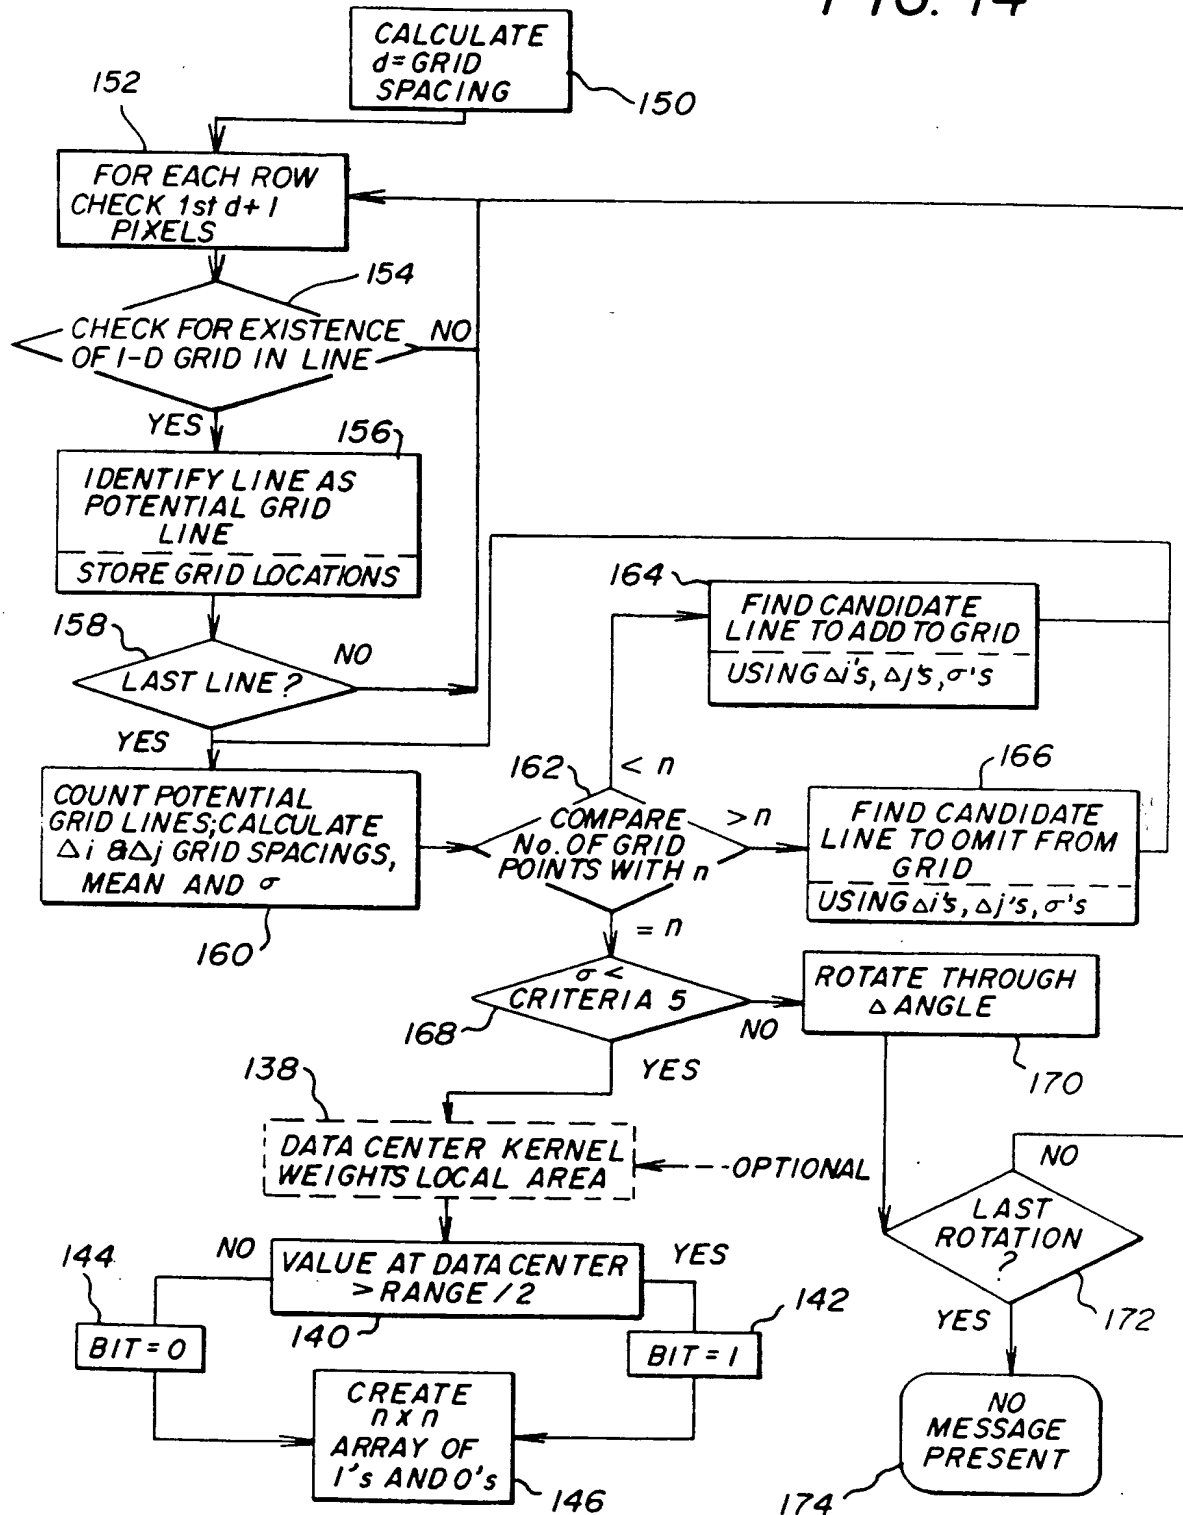 FIG. 14
CALCULATE
d = GRID
SPACING
150
152
FOR EACH ROW
CHECK 1st d+1
PIXELS
154
CHECK FOR EXISTENCE
OF 1-D GRID IN LINE
NO
YES
156
IDENTIFY LINE AS
POTENTIAL GRID
LINE
STORE GRID LOCATIONS
158
LAST LINE?
NO
YES
COUNT POTENTIAL
GRID LINES; CALCULATE
Δi & Δj GRID SPACINGS,
MEAN AND σ
160
162
COMPARE
No. OF GRID
POINTS WITH n
< n
> n
= n
164
FIND CANDIDATE
LINE TO ADD TO GRID
USING Δi's, Δj's, σ's
166
FIND CANDIDATE
LINE TO OMIT FROM
GRID
USING Δi's, Δj's, σ's
σ <
CRITERIA 5
168
NO
YES
ROTATE THROUGH
Δ ANGLE
170
138
DATA CENTER KERNEL
WEIGHTS LOCAL AREA
OPTIONAL
NO
LAST
ROTATION
?
172
YES
NO
MESSAGE
PRESENT
174
VALUE AT DATA CENTER
> RANGE / 2
140
NO
YES
144
BIT = 0
142
BIT = 1
CREATE
n x n
ARRAY OF
1's AND 0's
146